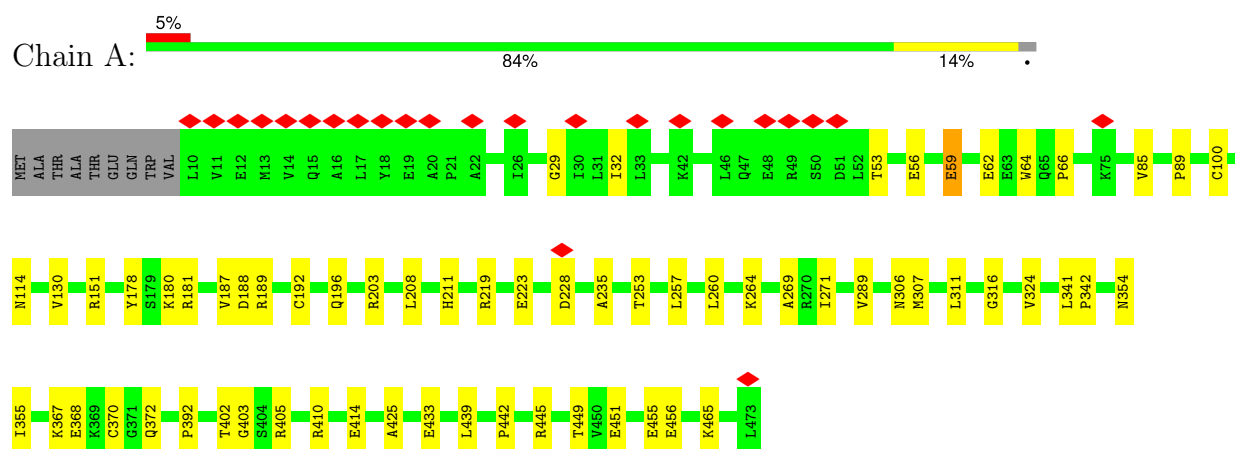 5%
Chain A:
84% 14% •
MET ALA THR ALA THR GLU GLN TRP VAL L10 V11 E12 M13 V14 Q15 A16 L17 Y18 E19 A20 P21 A22 I26 G29 I30 L31 I32 L33 K42 L46 Q47 E48 R49 S50 D51 L52 T53 E56 E59 E62 E63 W64 Q65 P66 K75 V85 P89 C100
N114 V130 R151 Y178 S179 K180 R181 V187 D188 R189 C192 Q196 R203 L208 H211 R219 E223 D228 A235 T253 L257 L260 K264 A269 R270 I271 V289 N306 M307 L311 G316 V324 L341 P342 N354
I355 K367 E368 K369 C370 G371 Q372 P392 T402 G403 S404 R405 R410 E414 A425 E433 L439 P442 R445 T449 V450 E451 E455 E456 K465 L473